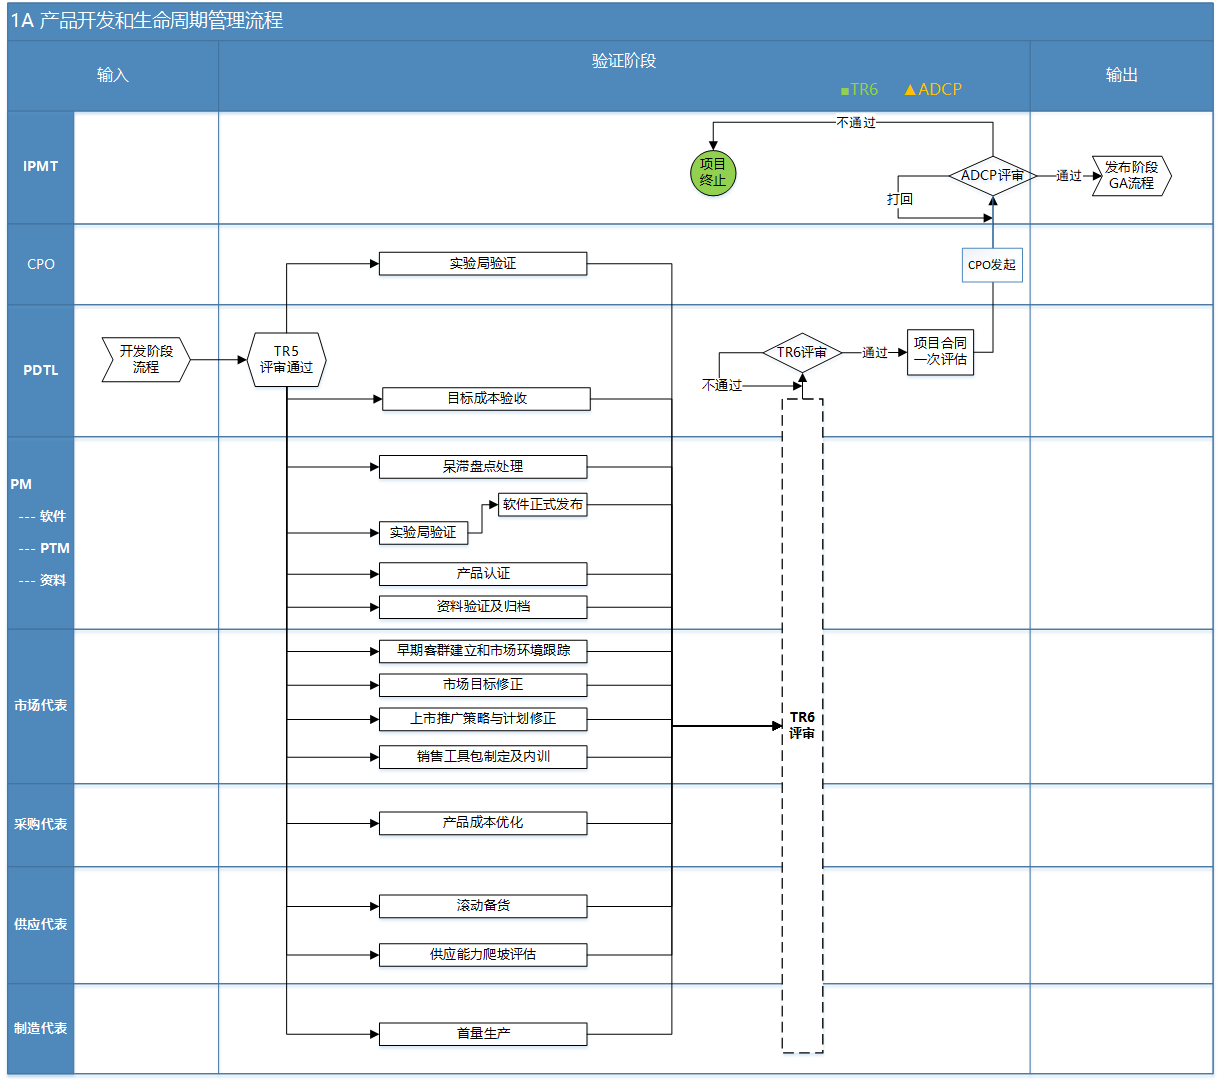 1A 产品开发和生命周期管理流程
输入
验证阶段
输出
■TR6
▲ADCP
IPMT
不通过
项目
终止
ADCP评审
通过
发布阶段
GA流程
打回
CPO
实验局验证
CPO发起
PDTL
开发阶段
流程
TR5
评审通过
TR6评审
通过
项目合同
一次评估
不通过
目标成本验收
PM
--- 软件
--- PTM
--- 资料
呆滞盘点处理
软件正式发布
实验局验证
产品认证
资料验证及归档
市场代表
早期客群建立和市场环境跟踪
市场目标修正
上市推广策略与计划修正
销售工具包制定及内训
TR6
评审
采购代表
产品成本优化
供应代表
滚动备货
供应能力爬坡评估
制造代表
首量生产